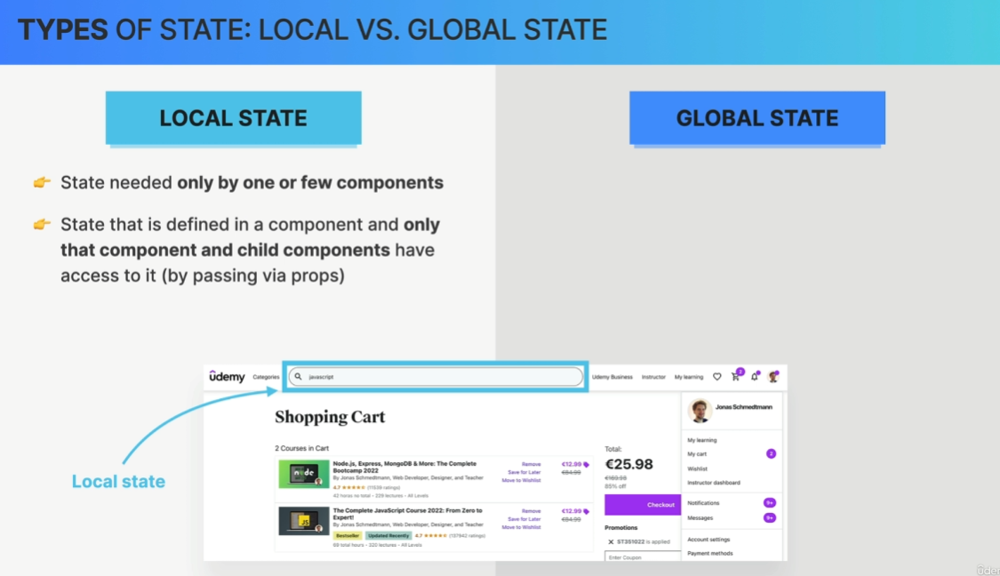 TYPES OF STATE: LOCAL VS. GLOBAL STATE
LOCAL STATE
👉 State needed only by one or few components
👉 State that is defined in a component and only
that component and child components have
access to it (by passing via props)
GLOBAL STATE
Local state
udemy Categories javascript Udemy Business Instructor My learning 2
Shopping Cart
2 Courses in Cart
node
Node.js, Express, MongoDB & More: The Complete
Bootcamp 2022
By Jonas Schmedtmann, Web Developer, Designer, and Teacher
4.7
42 hours total • 229 lectures • All Levels
Remove
Save for Later
Move to Wishlist
€12.99
€84.99
JS
The Complete JavaScript Course 2022: From Zero to
Expert!
By Jonas Schmedtmann, Web Developer, Designer, and Teacher
Bestseller Updated Recently 4.7 (157942 ratings)
69 total hours • 320 lectures • All Levels
Remove
Save for Later
Move to Wishlist
€12.99
€84.99
Total:
€25.98
€169.98
85% off
Checkout
Promotions
✕ ST351022 is applied
Enter Coupon
Jonas Schmedtmann
My learning
My cart 2
Wishlist
Instructor dashboard
Notifications 9+
Messages 9+
Account settings
Payment methods